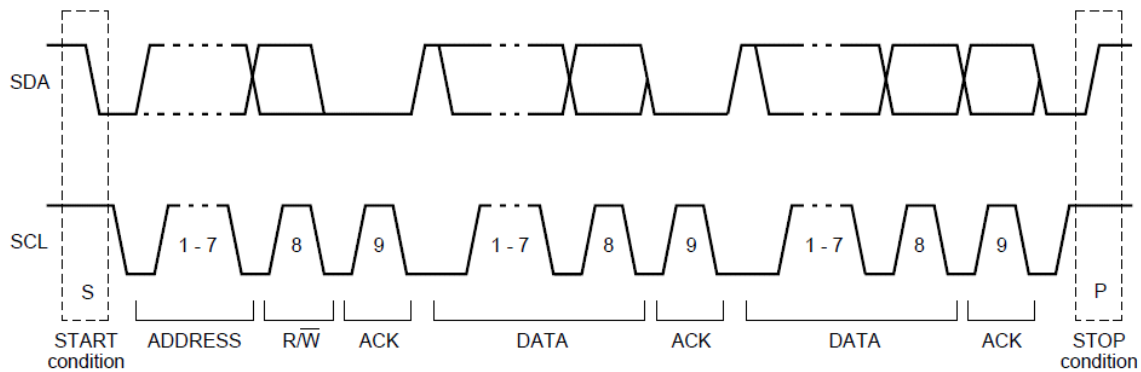 SDA
SCL
1 - 7
8
9
1 - 7
8
9
1 - 7
8
9
S
P
START
condition
ADDRESS
R/W̅
ACK
DATA
ACK
DATA
ACK
STOP
condition